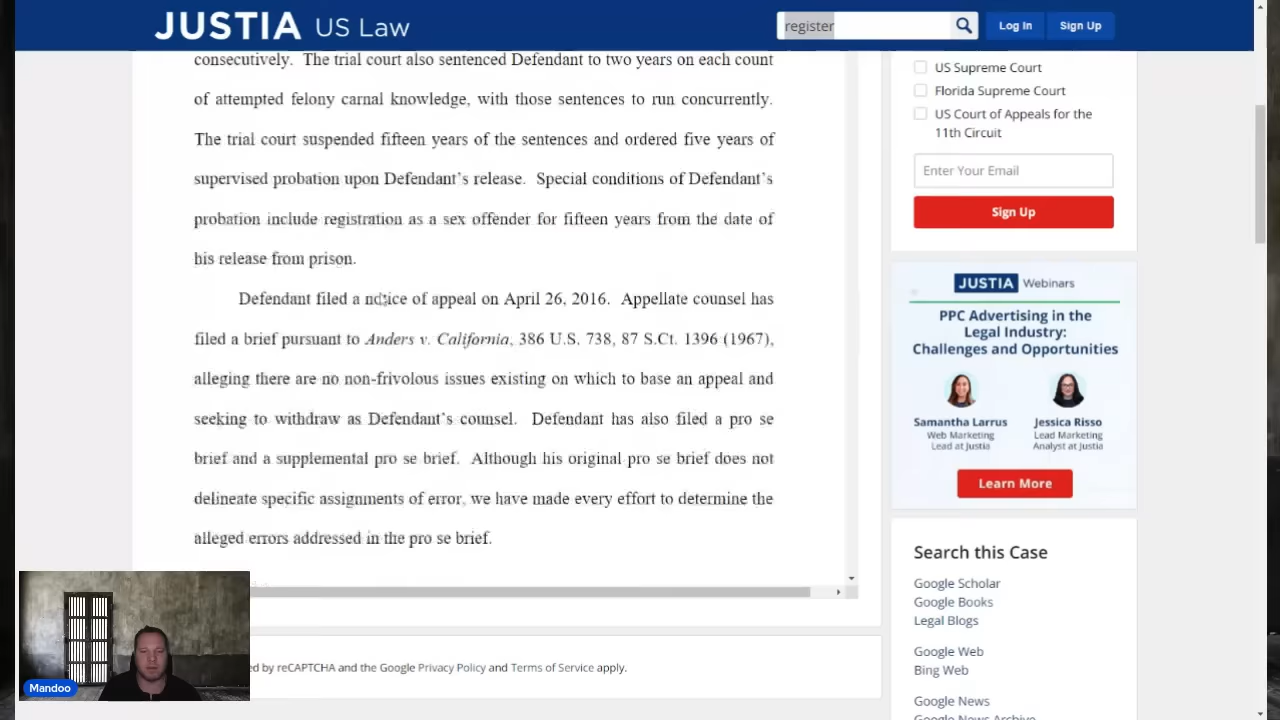 JUSTIA US Law
register
Log In
Sign Up
consecutively. The trial court also sentenced Defendant to two years on each count
of attempted felony carnal knowledge, with those sentences to run concurrently.
The trial court suspended fifteen years of the sentences and ordered five years of
supervised probation upon Defendant's release. Special conditions of Defendant's
probation include registration as a sex offender for fifteen years from the date of
his release from prison.
Defendant filed a notice of appeal on April 26, 2016. Appellate counsel has
filed a brief pursuant to Anders v. California, 386 U.S. 738, 87 S.Ct. 1396 (1967),
alleging there are no non-frivolous issues existing on which to base an appeal and
seeking to withdraw as Defendant's counsel. Defendant has also filed a pro se
brief and a supplemental pro se brief. Although his original pro se brief does not
delineate specific assignments of error, we have made every effort to determine the
alleged errors addressed in the pro se brief.
ed by reCAPTCHA and the Google Privacy Policy and Terms of Service apply.
Mandoo
US Supreme Court
Florida Supreme Court
US Court of Appeals for the
11th Circuit
Enter Your Email
Sign Up
JUSTIA Webinars
PPC Advertising in the
Legal Industry:
Challenges and Opportunities
Samantha Larrus
Web Marketing
Lead at Justia
Jessica Risso
Lead Marketing
Analyst at Justia
Learn More
Search this Case
Google Scholar
Google Books
Legal Blogs
Google Web
Bing Web
Google News
Google News Archive